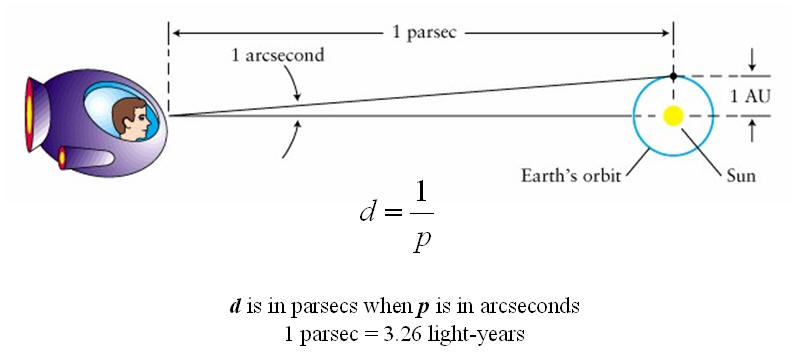 1 parsec
1 arcsecond
1 AU
Earth's orbit
Sun
d = 1/p
d is in parsecs when p is in arcseconds
1 parsec = 3.26 light-years